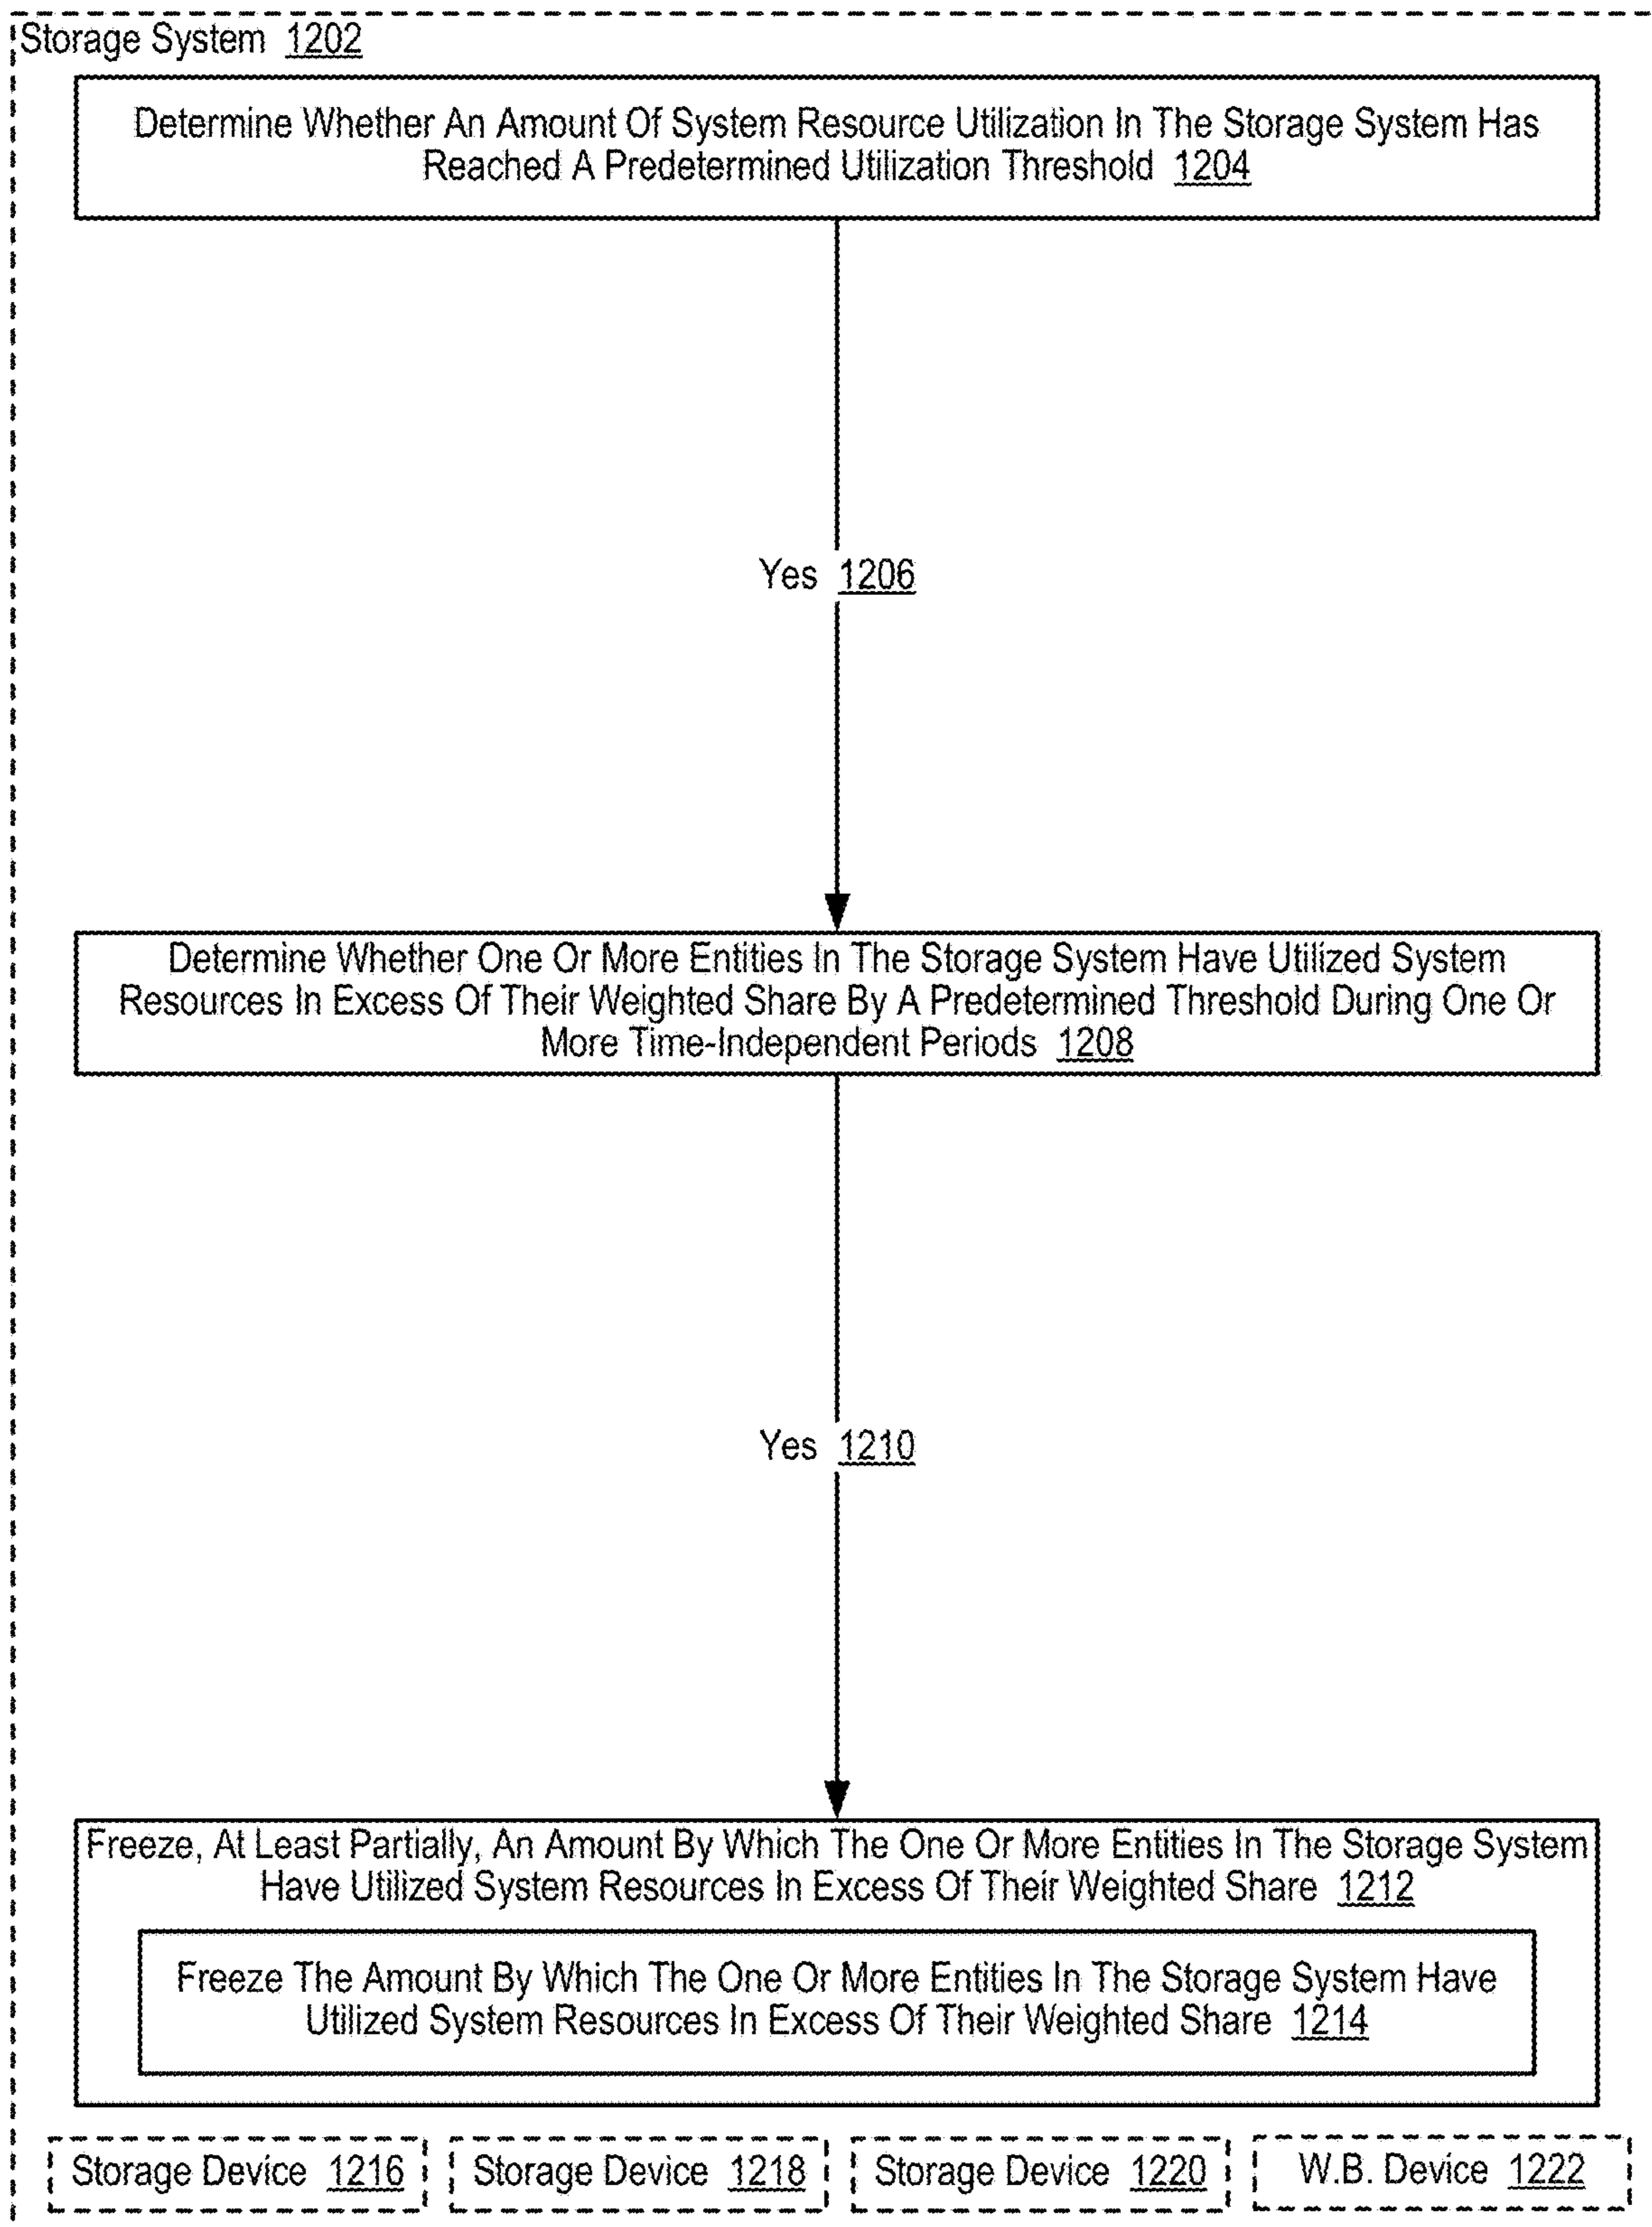 Storage System 1202
Determine Whether An Amount Of System Resource Utilization In The Storage System Has
Reached A Predetermined Utilization Threshold 1204
Yes 1206
Determine Whether One Or More Entities In The Storage System Have Utilized System
Resources In Excess Of Their Weighted Share By A Predetermined Threshold During One Or
More Time-Independent Periods 1208
Yes 1210
Freeze, At Least Partially, An Amount By Which The One Or More Entities In The Storage System
Have Utilized System Resources In Excess Of Their Weighted Share 1212
Freeze The Amount By Which The One Or More Entities In The Storage System Have
Utilized System Resources In Excess Of Their Weighted Share 1214
Storage Device 1216
Storage Device 1218
Storage Device 1220
W.B. Device 1222